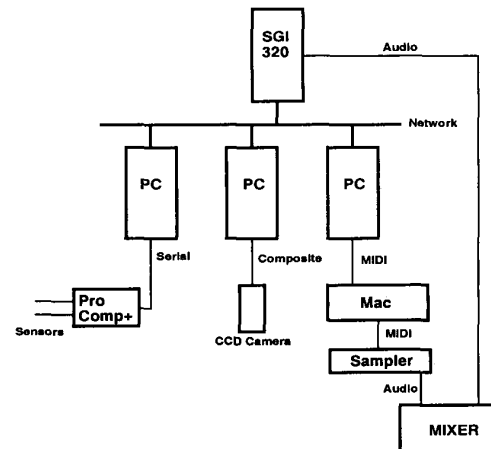 SGI
320
Audio
Network
PC
PC
PC
Serial
Composite
MIDI
Pro
Comp+
Sensors
CCD Camera
Mac
MIDI
Sampler
Audio
MIXER